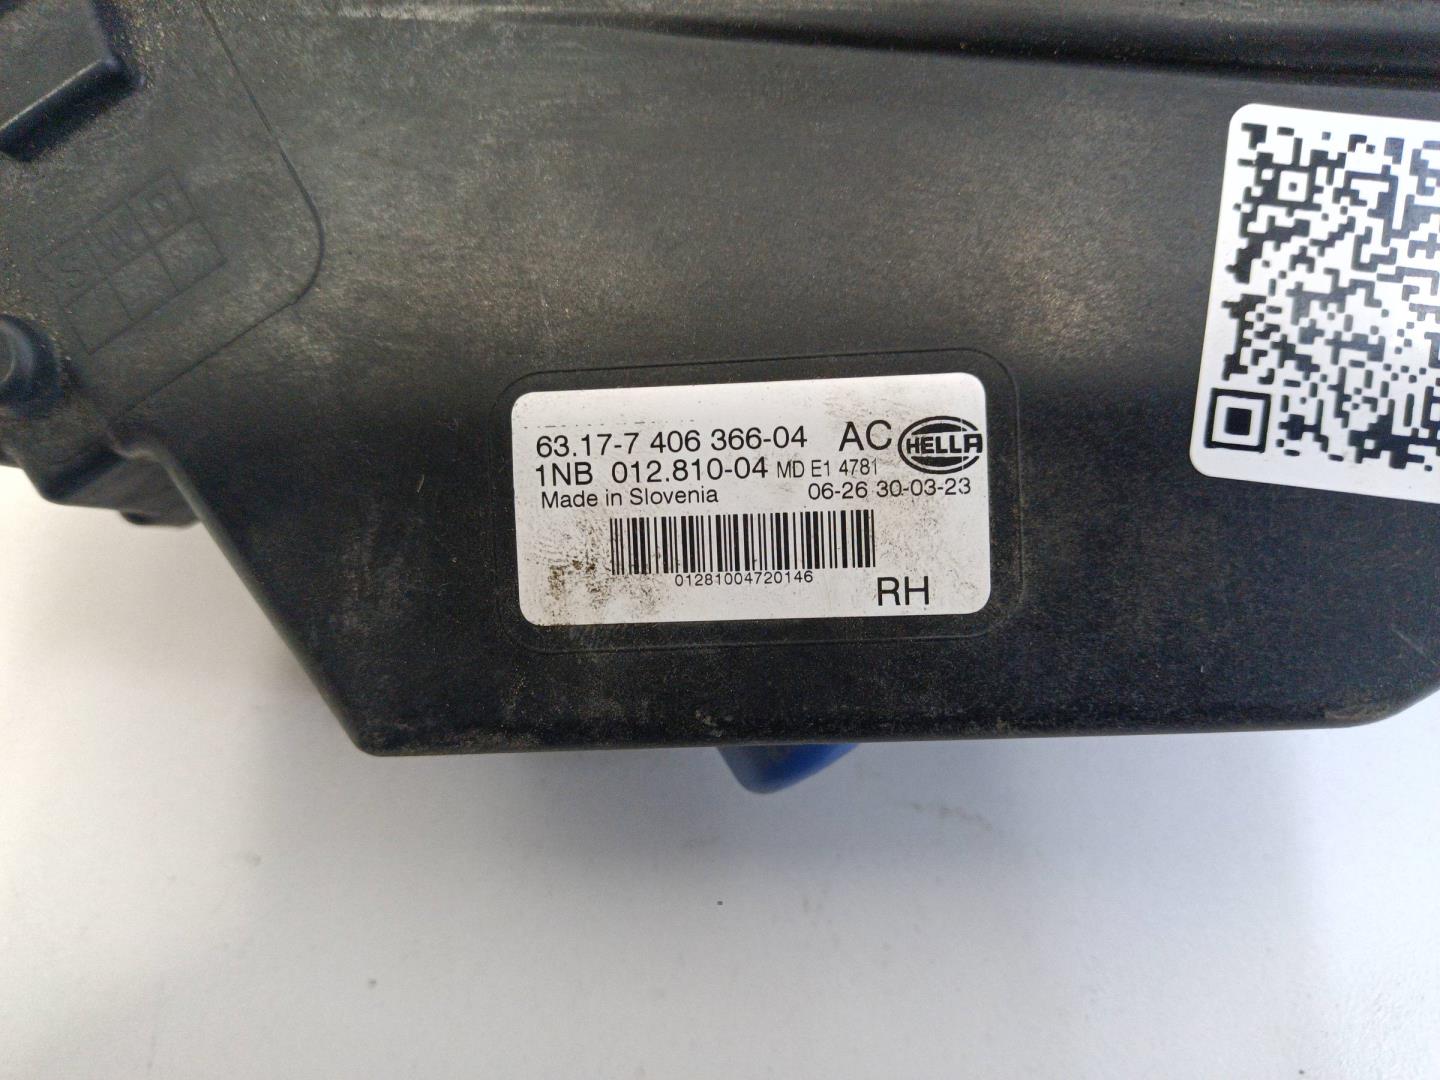 63.17-7 406 366-04 AC HELLA
1NB 012.810-04 MD E1 4781
Made in Slovenia 06-26 30-03-23
01281004720146
RH